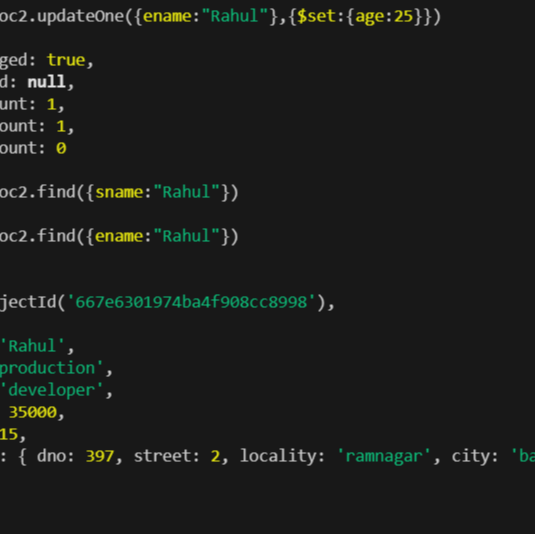 oc2.updateOne({ename:"Rahul"},{$set:{age:25}})
ged: true,
d: null,
unt: 1,
ount: 1,
ount: 0
oc2.find({sname:"Rahul"})
oc2.find({ename:"Rahul"})
jectId('667e6301974ba4f908cc8998'),
'Rahul',
production',
'developer',
35000,
15,
: { dno: 397, street: 2, locality: 'ramnagar', city: 'ba